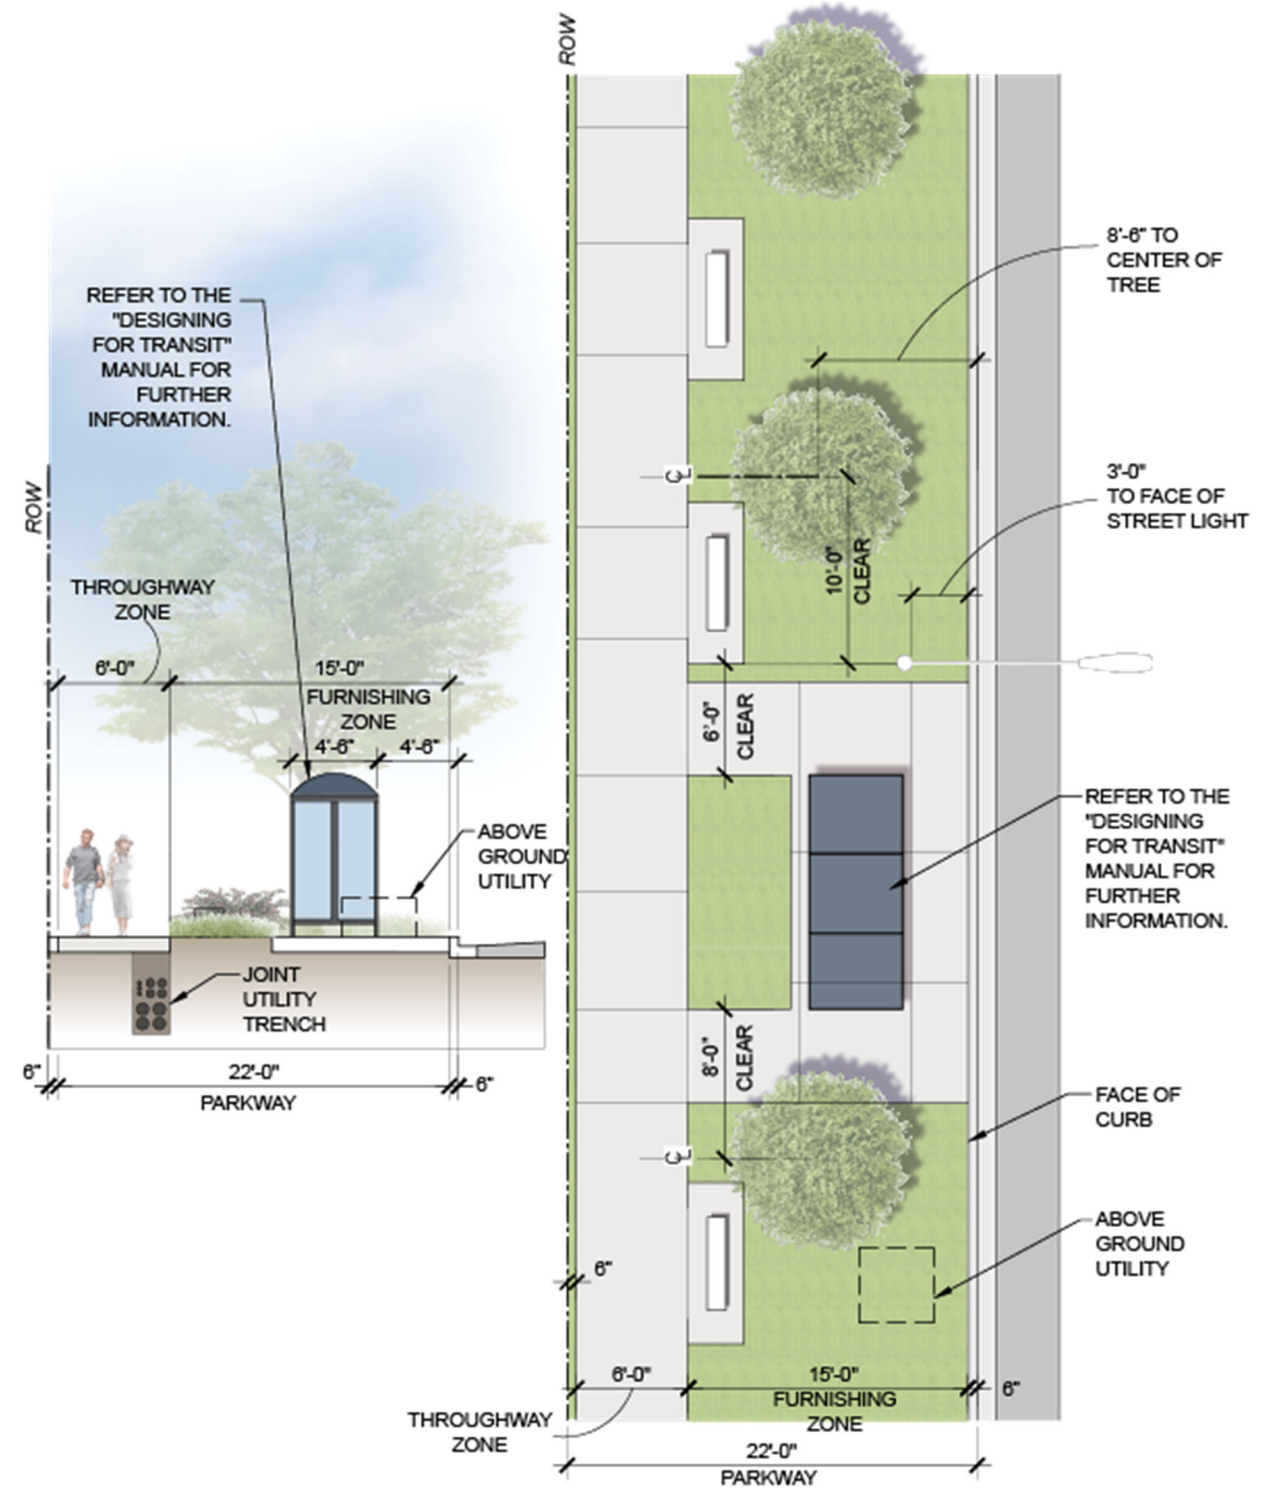 ROW
REFER TO THE
"DESIGNING
FOR TRANSIT"
MANUAL FOR
FURTHER
INFORMATION.
ROW
THROUGHWAY
ZONE
6'-0"
15'-0"
FURNISHING
ZONE
4'-6"
4'-6"
ABOVE
GROUND
UTILITY
JOINT
UTILITY
TRENCH
6"
22'-0"
6"
PARKWAY
8'-6" TO
CENTER OF
TREE
CL
3'-0"
TO FACE OF
STREET LIGHT
10'-0"
CLEAR
6'-0"
CLEAR
REFER TO THE
"DESIGNING
FOR TRANSIT"
MANUAL FOR
FURTHER
INFORMATION.
8'-0"
CLEAR
FACE OF
CURB
CL
ABOVE
GROUND
UTILITY
6"
6'-0"
15'-0"
6"
FURNISHING
ZONE
THROUGHWAY
ZONE
22'-0"
PARKWAY